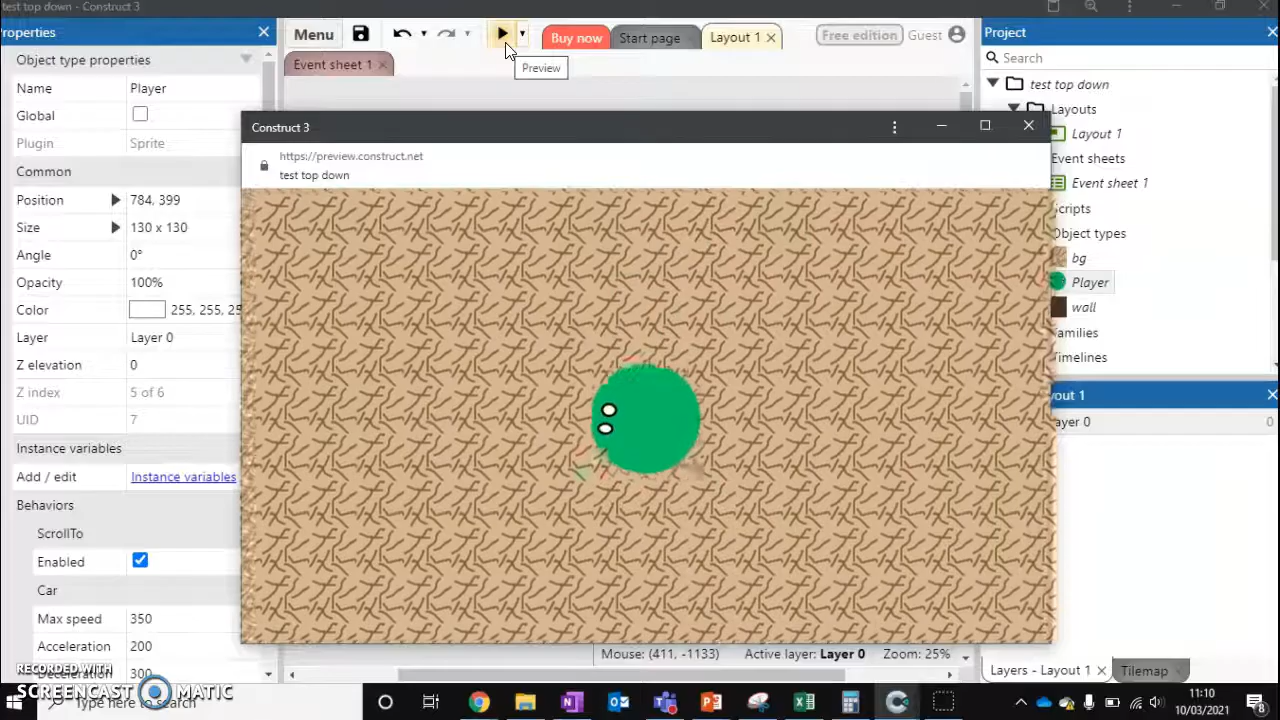 test top down - Construct 3
Properties
Menu
Buy now
Start page
Layout 1
Free edition
Guest
Project
Object type properties
Event sheet 1
Preview
Search
Name Player
Global
Plugin Sprite
Common
Position 784, 399
Size 130 x 130
Angle 0°
Opacity 100%
Color 255, 255, 25
Layer Layer 0
Z elevation 0
Z index 5 of 6
UID 7
Instance variables
Add / edit Instance variables
Behaviors
ScrollTo
Enabled
Car
Max speed 350
Acceleration 200
Deceleration 300
Construct 3
https://preview.construct.net
test top down
test top down
Layouts
Layout 1
Event sheets
Event sheet 1
Scripts
Object types
bg
Player
wall
Families
Timelines
yout 1
ayer 0 0
Mouse: (411, -1133) Active layer: Layer 0 Zoom: 25%
Layers - Layout 1
Tilemap
RECORDED WITH
SCREENCAST MATIC
Type here to search
11:10
10/03/2021
8